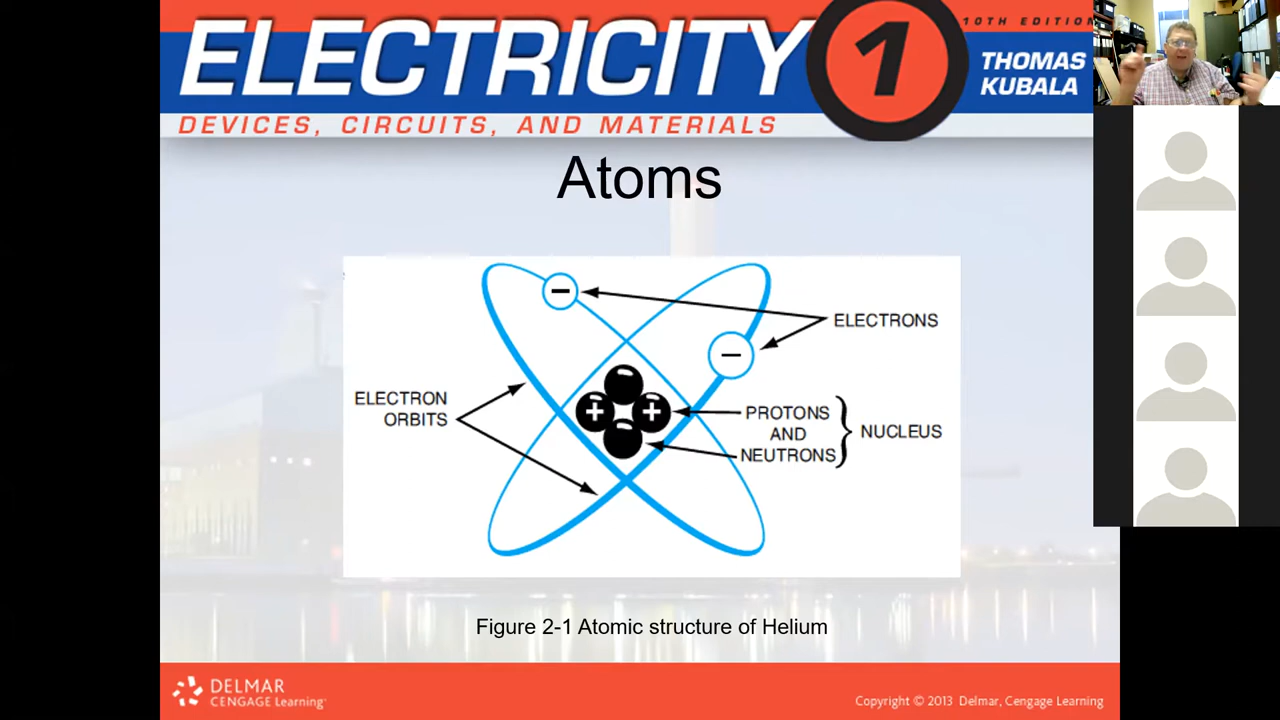 ELECTRICITY 1
10TH EDITION
THOMAS
KUBALA
DEVICES, CIRCUITS, AND MATERIALS
Atoms
−
−
ELECTRONS
ELECTRON
ORBITS
+ +
PROTONS
AND
NEUTRONS
NUCLEUS
Figure 2-1 Atomic structure of Helium
DELMAR
CENGAGE Learning
Copyright © 2013 Delmar, Cengage Learning